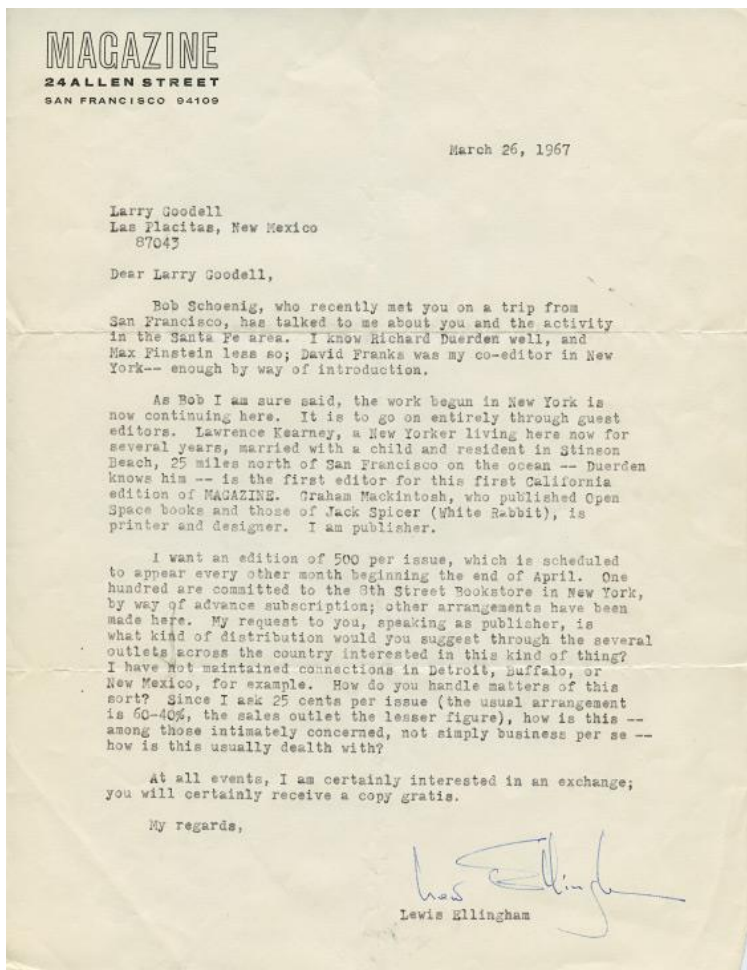 MAGAZINE
24 ALLEN STREET
SAN FRANCISCO 94109
March 26, 1967
Larry Goodell
Las Placitas, New Mexico
87043
Dear Larry Goodell,
Bob Schoenig, who recently met you on a trip from
San Francisco, has talked to me about you and the activity
in the Santa Fe area. I know Richard Duerden well, and
Max Finstein less so; David Franks was my co-editor in New
York-- enough by way of introduction.
As Bob I am sure said, the work begun in New York is
now continuing here. It is to go on entirely through guest
editors. Lawrence Kearney, a New Yorker living here now for
several years, married with a child and resident in Stinson
Beach, 25 miles north of San Francisco on the ocean -- Duerden
knows him -- is the first editor for this first California
edition of MAGAZINE. Graham Mackintosh, who published Open
Space books and those of Jack Spicer (White Rabbit), is
printer and designer. I am publisher.
I want an edition of 500 per issue, which is scheduled
to appear every other month beginning the end of April. One
hundred are committed to the 8th Street Bookstore in New York,
by way of advance subscription; other arrangements have been
made here. My request to you, speaking as publisher, is
what kind of distribution would you suggest through the several
outlets across the country interested in this kind of thing?
I have not maintained connections in Detroit, Buffalo, or
New Mexico, for example. How do you handle matters of this
sort? Since I ask 25 cents per issue (the usual arrangement
is 60-40%, the sales outlet the lesser figure), how is this --
among those intimately concerned, not simply business per se --
how is this usually dealth with?
At all events, I am certainly interested in an exchange;
you will certainly receive a copy gratis.
My regards,
Lew Ellingham
Lewis Ellingham